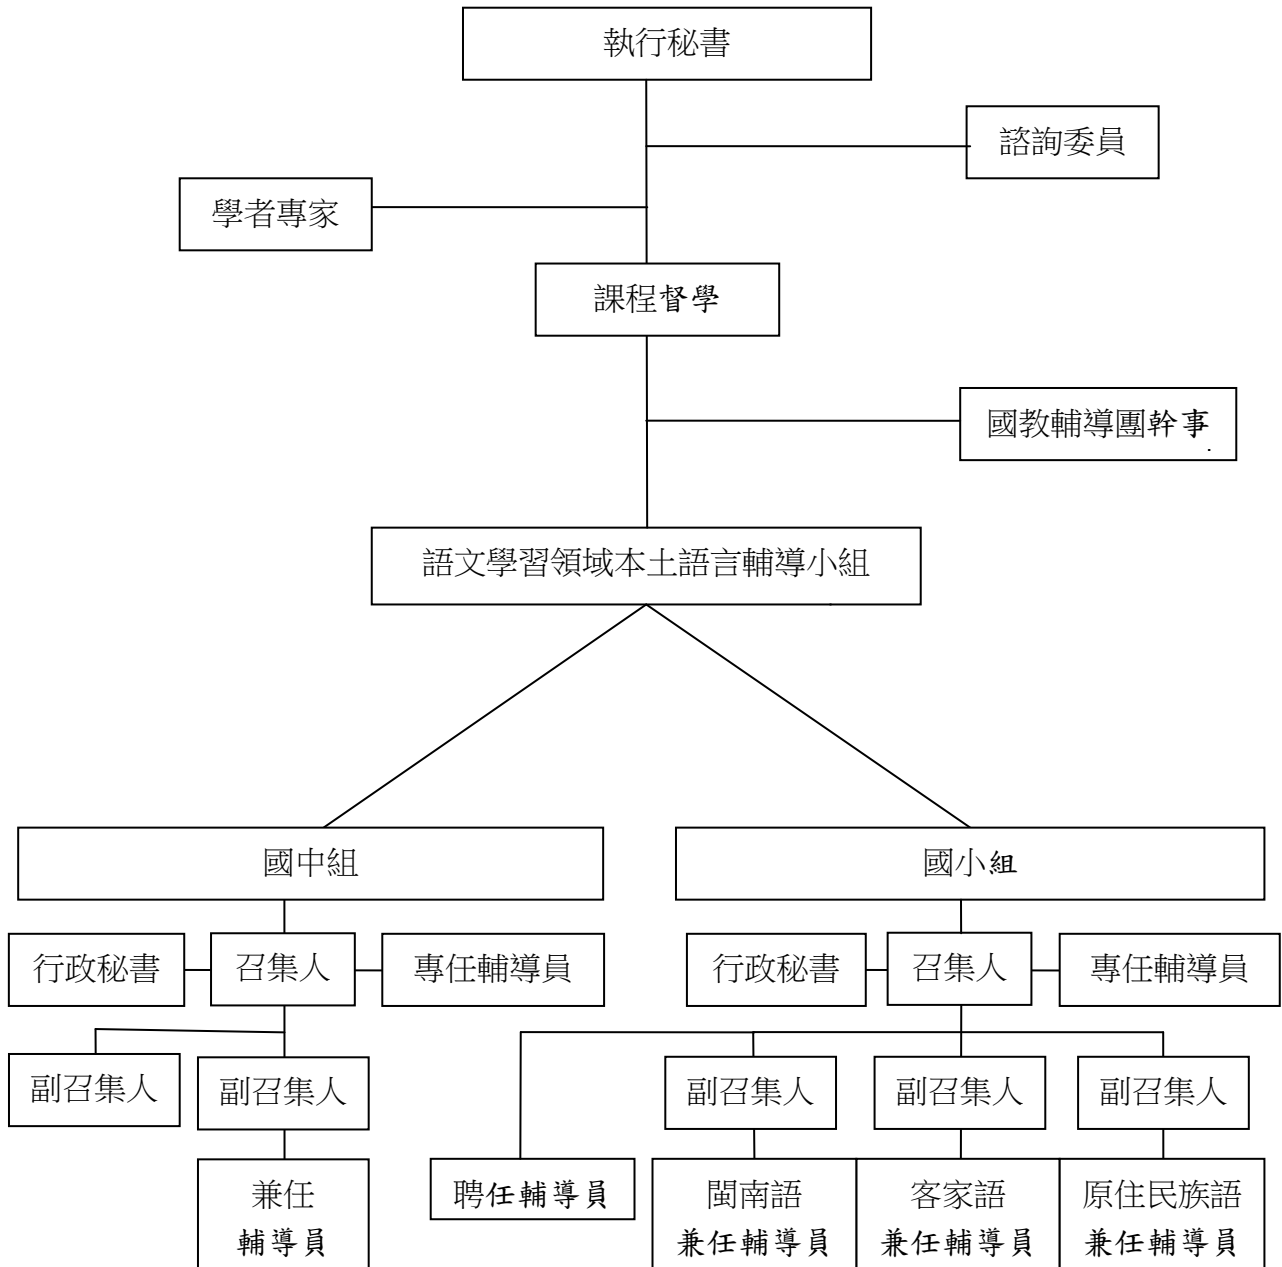 執行秘書
諮詢委員
學者專家
課程督學
國教輔導團幹事
語文學習領域本土語言輔導小組
國中組
國小組
行政秘書
召集人
專任輔導員
行政秘書
召集人
專任輔導員
副召集人
副召集人
副召集人
副召集人
副召集人
兼任
輔導員
聘任輔導員
閩南語
兼任輔導員
客家語
兼任輔導員
原住民族語
兼任輔導員